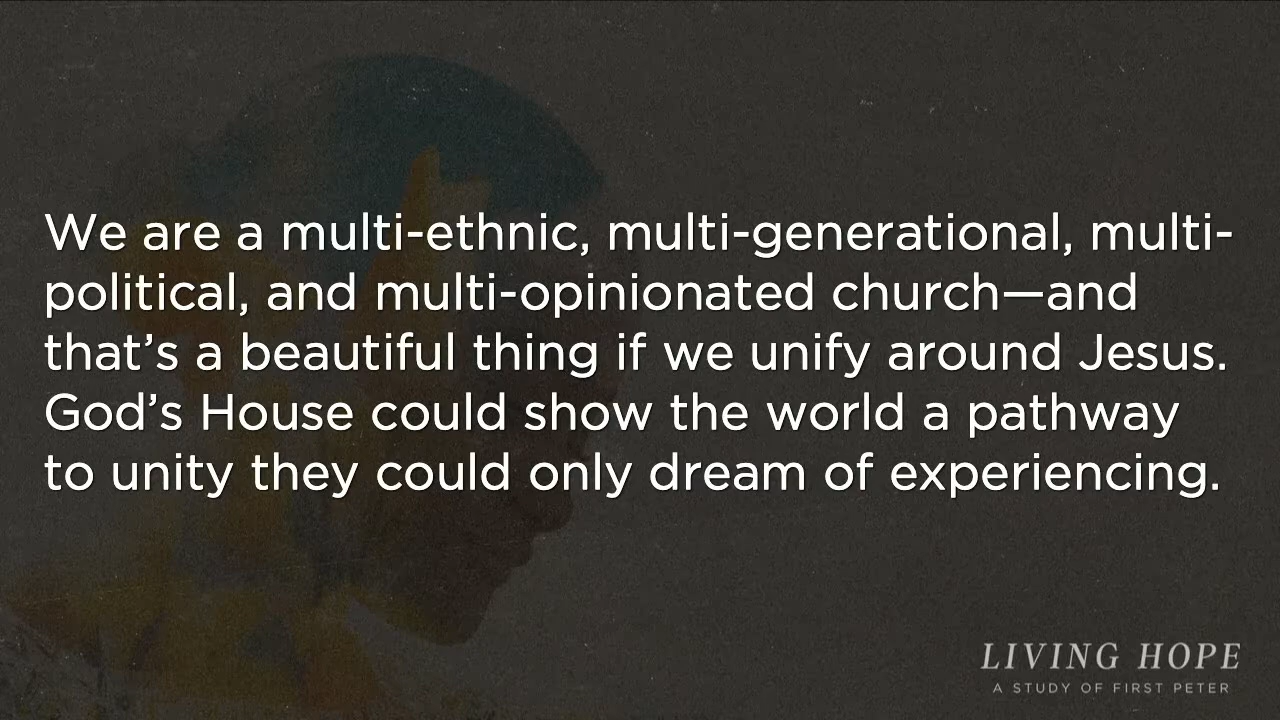 We are a multi-ethnic, multi-generational, multi-
political, and multi-opinionated church—and
that’s a beautiful thing if we unify around Jesus.
God’s House could show the world a pathway
to unity they could only dream of experiencing.
LIVING HOPE
A STUDY OF FIRST PETER